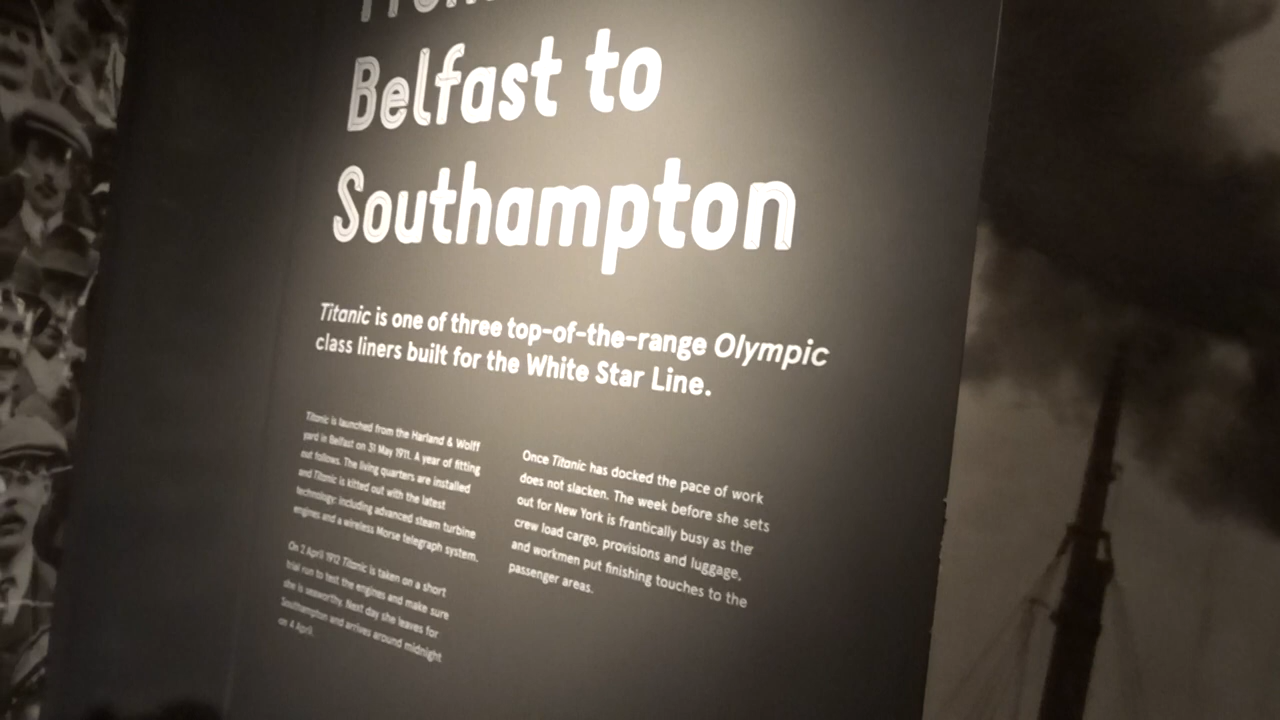 From
Belfast to
Southampton
Titanic is one of three top-of-the-range Olympic
class liners built for the White Star Line.
Titanic is launched from the Harland & Wolff
yard in Belfast on 31 May 1911. A year of fitting
out follows. The living quarters are installed
and Titanic is kitted out with the latest
technology: including advanced steam turbine
engines and a wireless Morse telegraph system.
On 2 April 1912 Titanic is taken on a short
trial run to test the engines and make sure
she is seaworthy. Next day she leaves for
Southampton and arrives around midnight
on 4 April.
Once Titanic has docked the pace of work
does not slacken. The week before she sets
out for New York is frantically busy as the
crew load cargo, provisions and luggage,
and workmen put finishing touches to the
passenger areas.